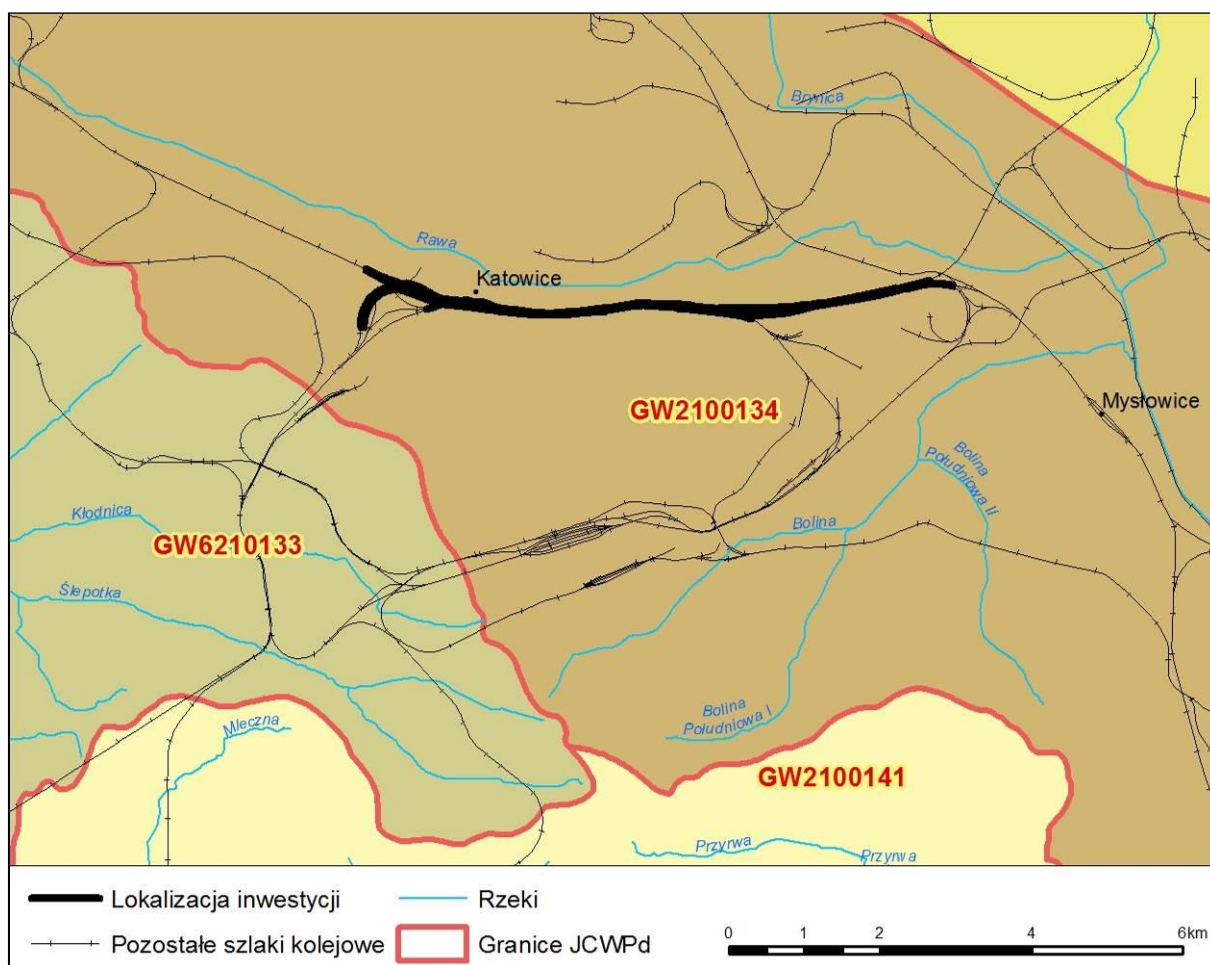 Brynica
Rawa
Katowice
GW2100134
Mysłowice
Bolina
Południowa II
Kłodnica
Bolina
GW6210133
Ślepotka
Bolina
Południowa I
Mleczna
GW2100141
Przyrwa
Przyrwa
Lokalizacja inwestycji
Rzeki
Pozostałe szlaki kolejowe
Granice JCWPd
0 1 2 4 6km